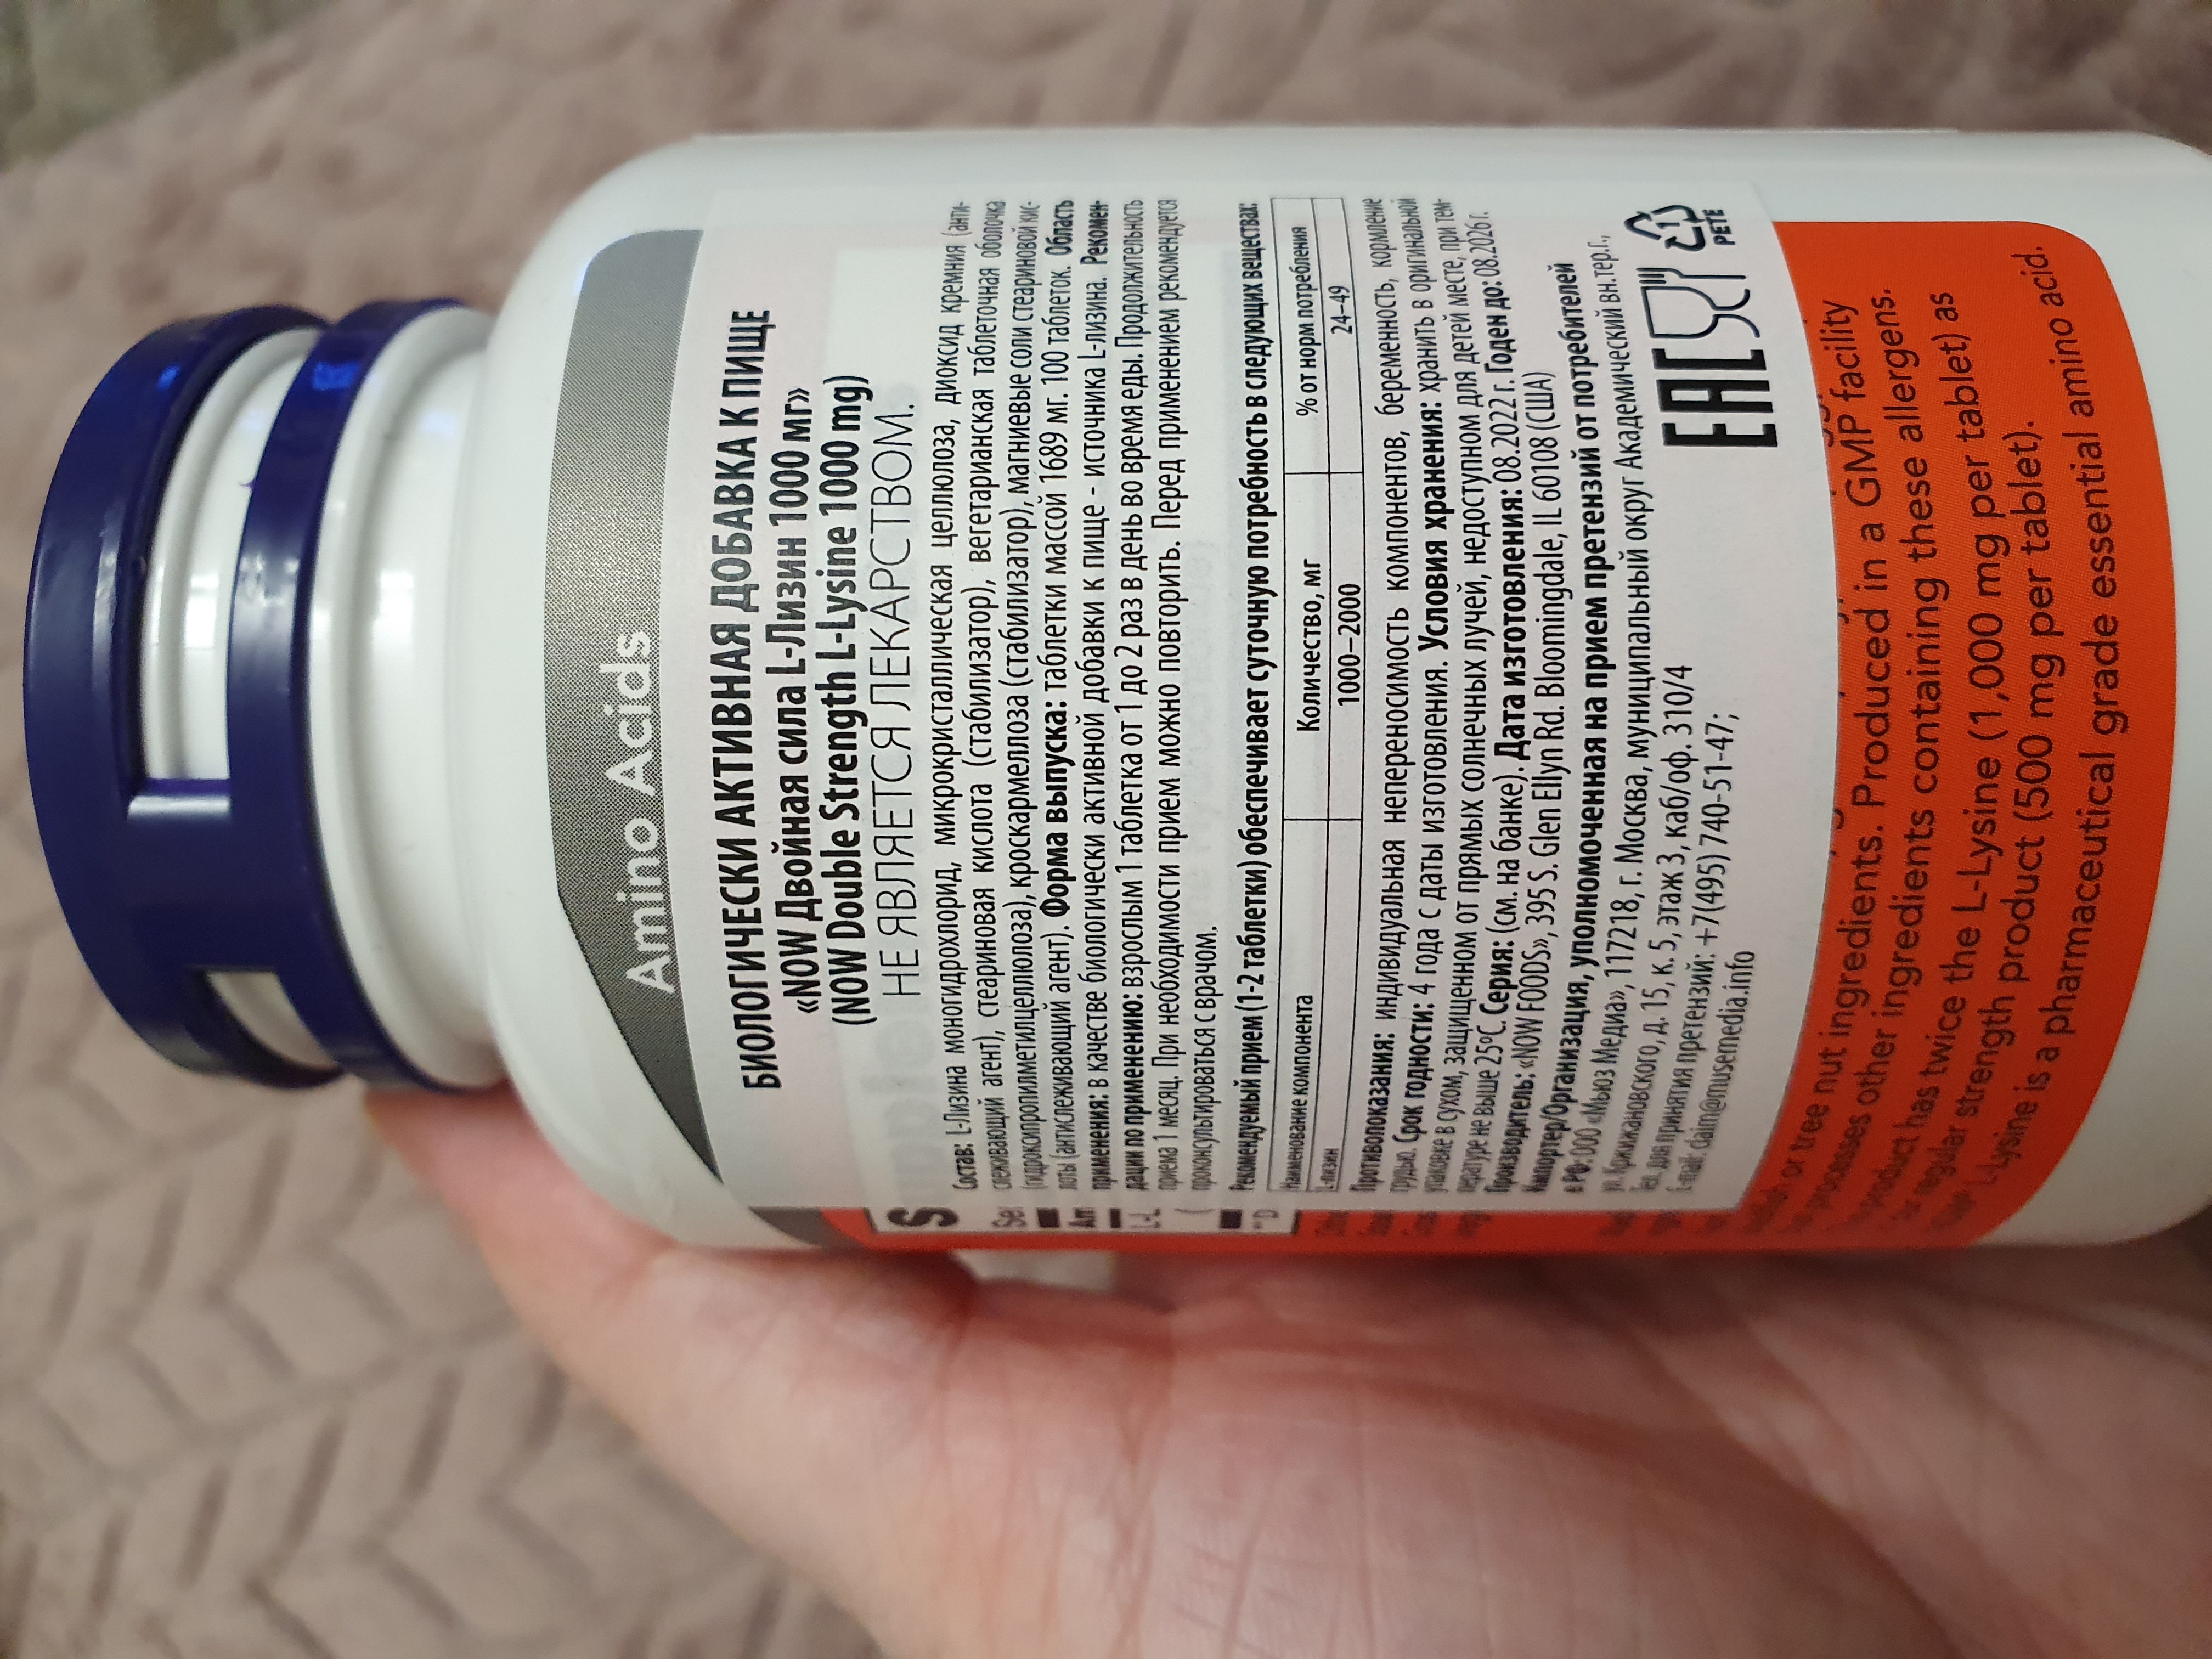 Amino Acids
БИОЛОГИЧЕСКИ АКТИВНАЯ ДОБАВКА К ПИЩЕ
«NOW Двойная сила L-Лизин 1000 мг»
(NOW Double Strength L-Lysine 1000 mg)
НЕ ЯВЛЯЕТСЯ ЛЕКАРСТВОМ.
Состав: L-Лизина моногидрохлорид, микрокристаллическая целлюлоза, диоксид кремния (анти-
слеживающий агент), стеариновая кислота (стабилизатор), вегетарианская таблеточная оболочка
(гидроксипропилметилцеллюлоза), кроскармеллоза (стабилизатор), магниевые соли стеариновой кис-
лоты (антислеживающий агент). Форма выпуска: таблетки массой 1689 мг. 100 таблеток. Область
применения: в качестве биологически активной добавки к пище - источника L-лизина. Рекомен-
дации по применению: взрослым 1 таблетка от 1 до 2 раз в день во время еды. Продолжительность
приема 1 месяц. При необходимости прием можно повторить. Перед применением рекомендуется
проконсультироваться с врачом.
Рекомендуемый прием (1-2 таблетки) обеспечивает суточную потребность в следующих веществах:
Наименование компонента Количество, мг % от норм потребления
L-лизин 1000–2000 24–49
Противопоказания: индивидуальная непереносимость компонентов, беременность, кормление
грудью. Срок годности: 4 года с даты изготовления. Условия хранения: хранить в оригинальной
упаковке в сухом, защищенном от прямых солнечных лучей, недоступном для детей месте, при тем-
пературе не выше 25ºС. Серия: (см. на банке). Дата изготовления: 08.2022 г. Годен до: 08.2026 г.
Производитель: «NOW FOODS», 395 S. Glen Ellyn Rd. Bloomingdale, IL 60108 (США)
Импортер/Организация, уполномоченная на прием претензий от потребителей
в РФ: ООО «Мьюз Медиа», 117218, г. Москва, муниципальный округ Академический вн.тер.г.,
ул. Кржижановского, д. 15, к. 5, этаж 3, каб/оф. 310/4
Тел. для принятия претензий: +7(495) 740-51-47;
E-mail: claim@musemedia.info
EAC
1
PETE
or tree nut ingredients. Produced in a GMP facility
processes other ingredients containing these allergens.
product has twice the L-Lysine (1,000 mg per tablet) as
regular strength product (500 mg per tablet).
L-Lysine is a pharmaceutical grade essential amino acid.